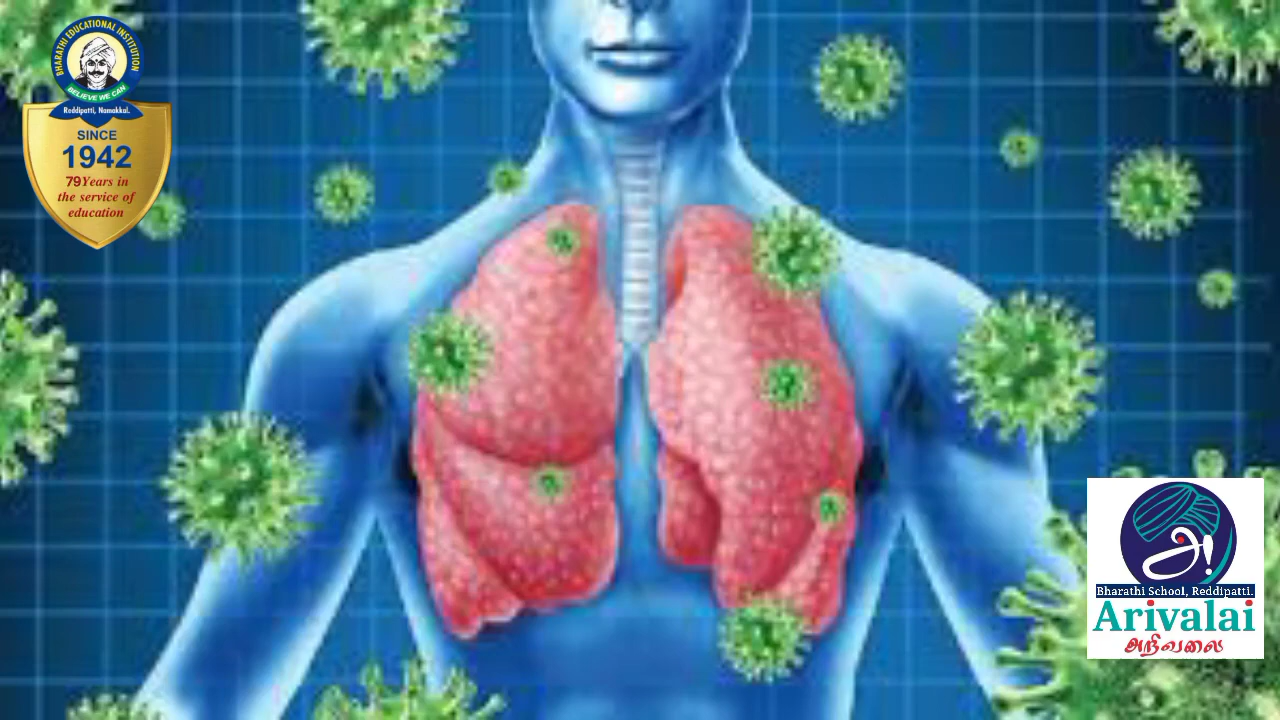 BHARATHI EDUCATIONAL INSTITUTION
BELIEVE WE CAN
Reddipatti, Namakkal.
SINCE
1942
79Years in
the service of
education
அ!
Bharathi School, Reddipatti.
Arivalai
அறிவலை